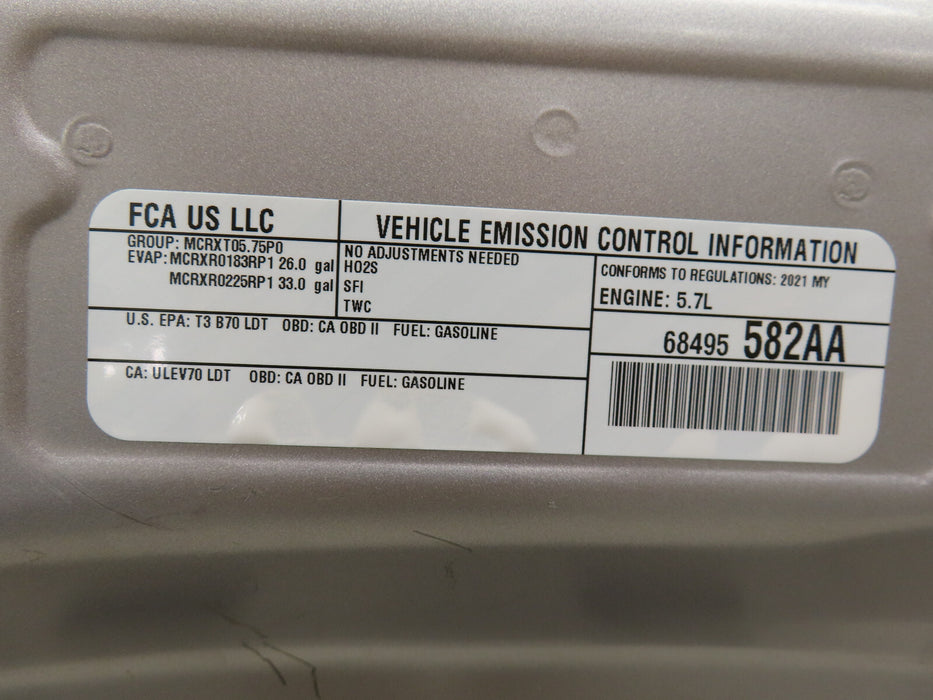 FCA US LLC
VEHICLE EMISSION CONTROL INFORMATION
GROUP: MCRXT05.75P0
EVAP: MCRXR0183RP1 26.0 gal
MCRXR0225RP1 33.0 gal
NO ADJUSTMENTS NEEDED
HO2S
SFI
TWC
CONFORMS TO REGULATIONS: 2021 MY
ENGINE: 5.7L
U.S. EPA: T3 B70 LDT OBD: CA OBD II FUEL: GASOLINE
68495 582AA
CA: ULEV70 LDT OBD: CA OBD II FUEL: GASOLINE